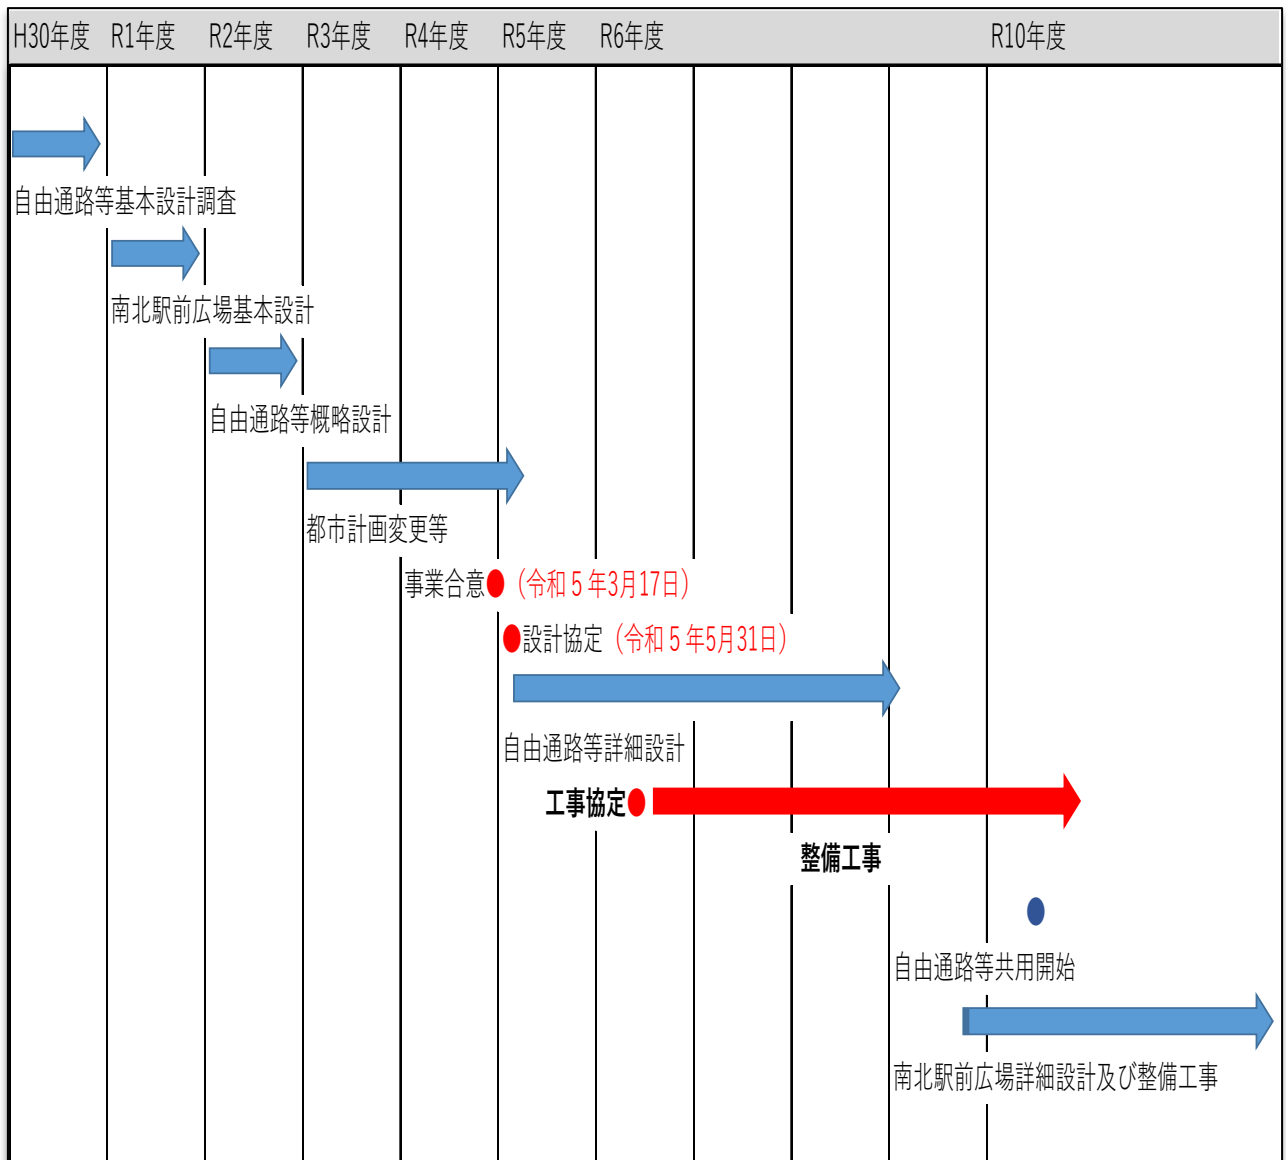 H30年度 R1年度 R2年度 R3年度 R4年度 R5年度 R6年度 R10年度
自由通路等基本設計調査
南北駅前広場基本設計
自由通路等概略設計
都市計画変更等
事業合意 （令和５年3月17日）
設計協定（令和５年5月31日）
自由通路等詳細設計
工事協定
整備工事
自由通路等共用開始
南北駅前広場詳細設計及び整備工事